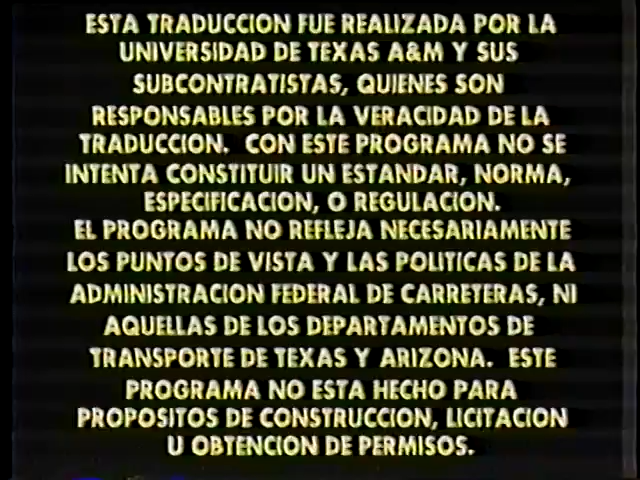 ESTA TRADUCCION FUE REALIZADA POR LA
UNIVERSIDAD DE TEXAS A&M Y SUS
SUBCONTRATISTAS, QUIENES SON
RESPONSABLES POR LA VERACIDAD DE LA
TRADUCCION.  CON ESTE PROGRAMA NO SE
INTENTA CONSTITUIR UN ESTANDAR, NORMA,
ESPECIFICACION, O REGULACION.
EL PROGRAMA NO REFLEJA NECESARIAMENTE
LOS PUNTOS DE VISTA Y LAS POLITICAS DE LA
ADMINISTRACION FEDERAL DE CARRETERAS, NI
AQUELLAS DE LOS DEPARTAMENTOS DE
TRANSPORTE DE TEXAS Y ARIZONA.  ESTE
PROGRAMA NO ESTA HECHO PARA
PROPOSITOS DE CONSTRUCCION, LICITACION
U OBTENCION DE PERMISOS.